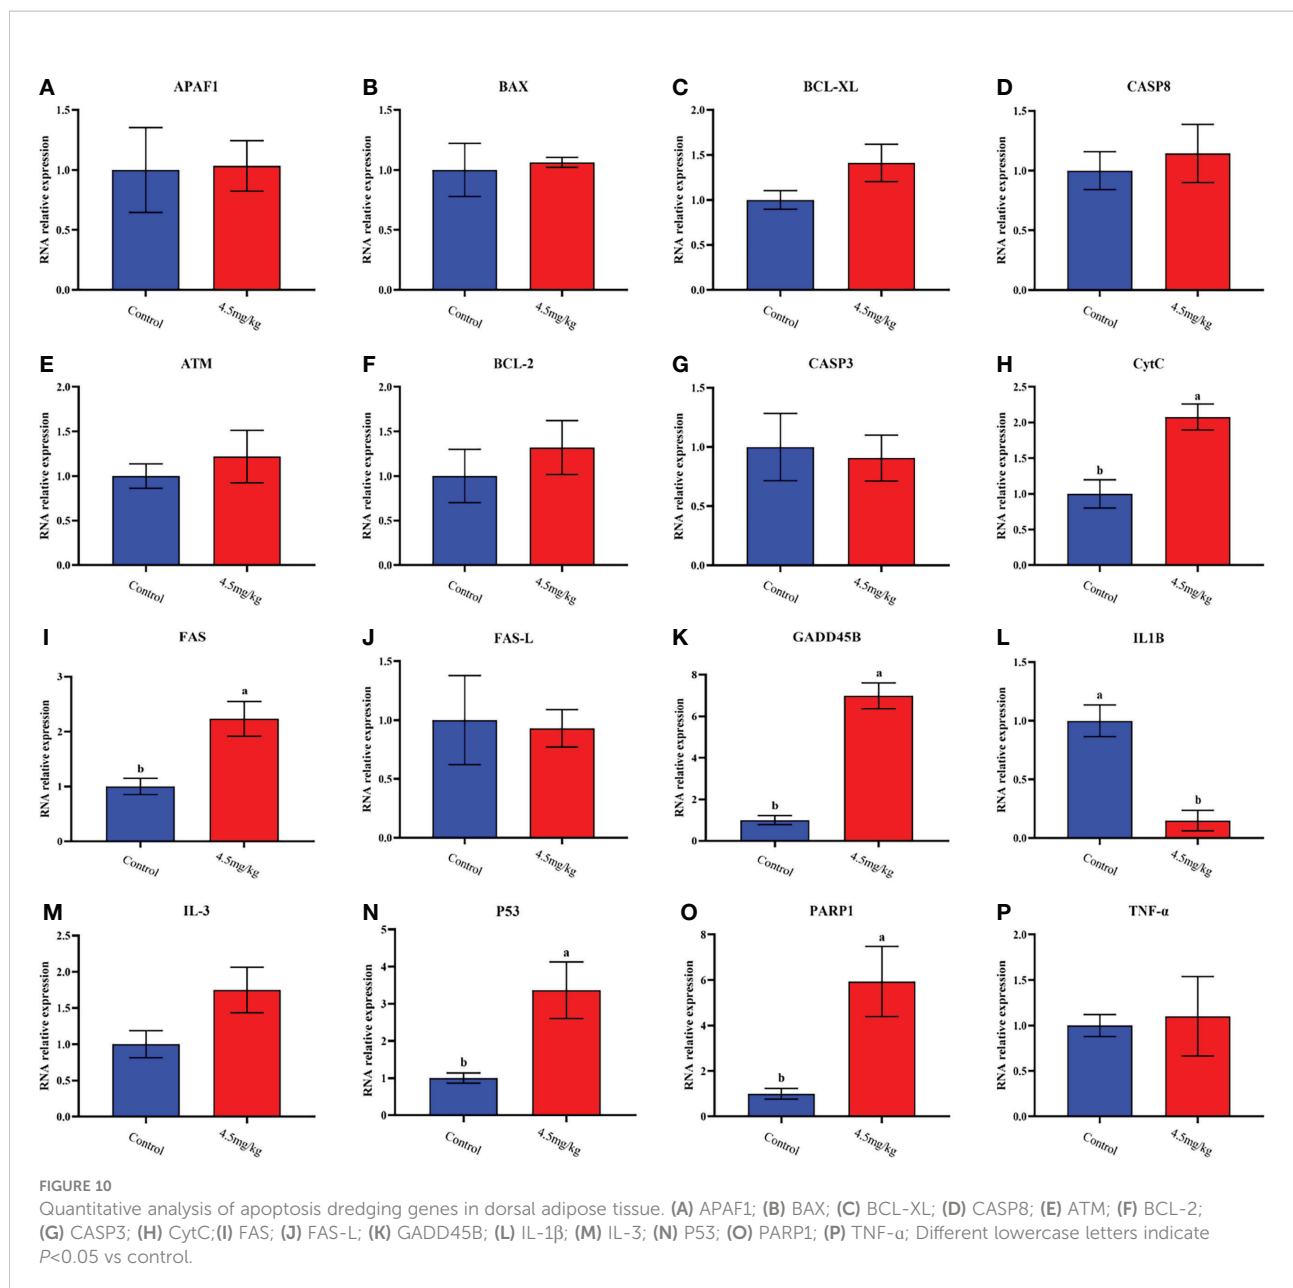 A
APAF1
RNA relative expression
1.5
1.0
0.5
0.0
Control
4.5mg/kg
B
BAX
RNA relative expression
1.5
1.0
0.5
0.0
Control
4.5mg/kg
C
BCL-XL
RNA relative expression
2.0
1.5
1.0
0.5
0.0
Control
4.5mg/kg
D
CASP8
RNA relative expression
1.5
1.0
0.5
0.0
Control
4.5mg/kg
E
ATM
RNA relative expression
2.0
1.5
1.0
0.5
0.0
Control
4.5mg/kg
F
BCL-2
RNA relative expression
2.0
1.5
1.0
0.5
0.0
Control
4.5mg/kg
G
CASP3
RNA relative expression
1.5
1.0
0.5
0.0
Control
4.5mg/kg
H
CytC
RNA relative expression
2.5
2.0
1.5
1.0
0.5
0.0
b
a
Control
4.5mg/kg
I
FAS
RNA relative expression
3
2
1
0
b
a
Control
4.5mg/kg
J
FAS-L
RNA relative expression
1.5
1.0
0.5
0.0
Control
4.5mg/kg
K
GADD45B
RNA relative expression
8
6
4
2
0
b
a
Control
4.5mg/kg
L
IL1B
RNA relative expression
1.5
1.0
0.5
0.0
a
b
Control
4.5mg/kg
M
IL-3
RNA relative expression
2.5
2.0
1.5
1.0
0.5
0.0
Control
4.5mg/kg
N
P53
RNA relative expression
5
4
3
2
1
0
b
a
Control
4.5mg/kg
O
PARP1
RNA relative expression
8
6
4
2
0
b
a
Control
4.5mg/kg
P
TNF-α
RNA relative expression
2.0
1.5
1.0
0.5
0.0
Control
4.5mg/kg
FIGURE 10
Quantitative analysis of apoptosis dredging genes in dorsal adipose tissue. (A) APAF1; (B) BAX; (C) BCL-XL; (D) CASP8; (E) ATM; (F) BCL-2;
(G) CASP3; (H) CytC;(I) FAS; (J) FAS-L; (K) GADD45B; (L) IL-1β; (M) IL-3; (N) P53; (O) PARP1; (P) TNF-α; Different lowercase letters indicate
P<0.05 vs control.